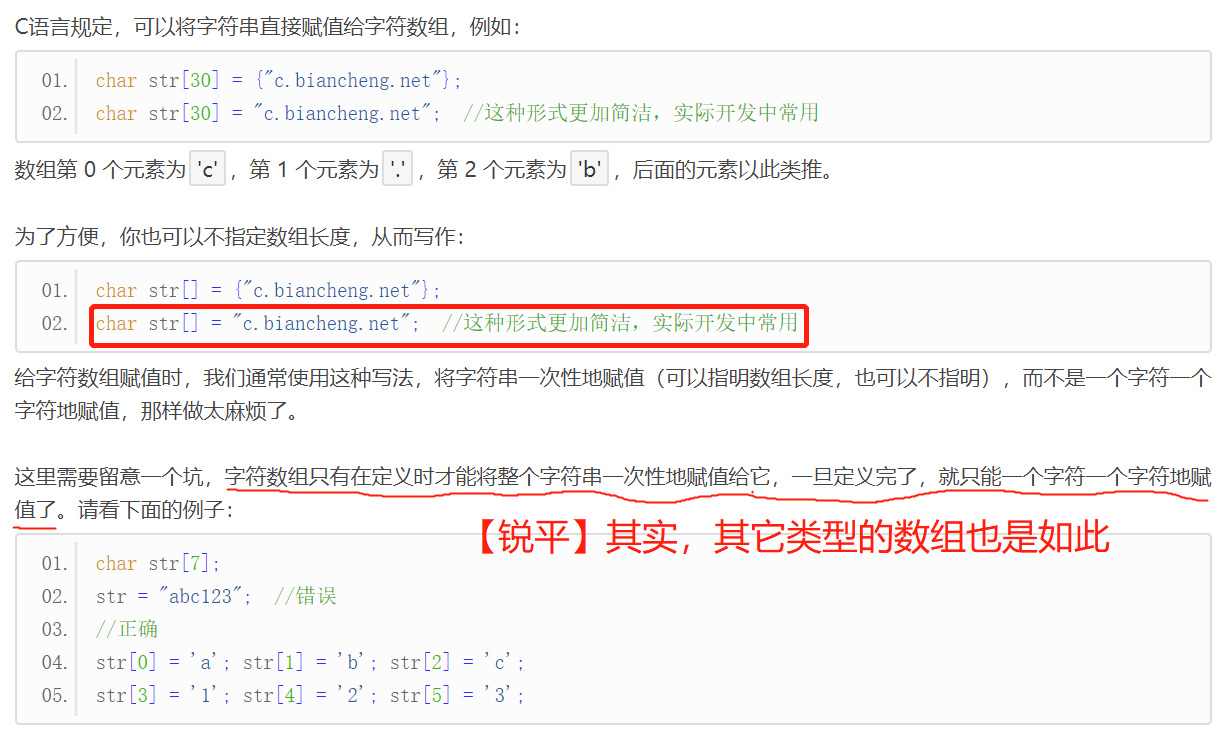 C语言规定，可以将字符串直接赋值给字符数组，例如：
01. char str[30] = {"c.biancheng.net"};
02. char str[30] = "c.biancheng.net"; //这种形式更加简洁，实际开发中常用
数组第 0 个元素为 'c' ，第 1 个元素为 '.' ，第 2 个元素为 'b' ，后面的元素以此类推。
为了方便，你也可以不指定数组长度，从而写作：
01. char str[] = {"c.biancheng.net"};
02. char str[] = "c.biancheng.net"; //这种形式更加简洁，实际开发中常用
给字符数组赋值时，我们通常使用这种写法，将字符串一次性地赋值（可以指明数组长度，也可以不指明），而不是一个字符一个
字符地赋值，那样做太麻烦了。
这里需要留意一个坑，字符数组只有在定义时才能将整个字符串一次性地赋值给它，一旦定义完了，就只能一个字符一个字符地赋
值了。请看下面的例子：
【锐平】其实，其它类型的数组也是如此
01. char str[7];
02. str = "abc123"; //错误
03. //正确
04. str[0] = 'a'; str[1] = 'b'; str[2] = 'c';
05. str[3] = '1'; str[4] = '2'; str[5] = '3';